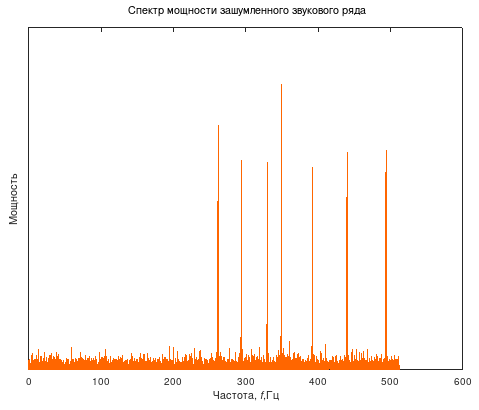 Спектр мощности зашумленного звукового ряда
Мощность
0 100 200 300 400 500 600
Частота, f,Гц